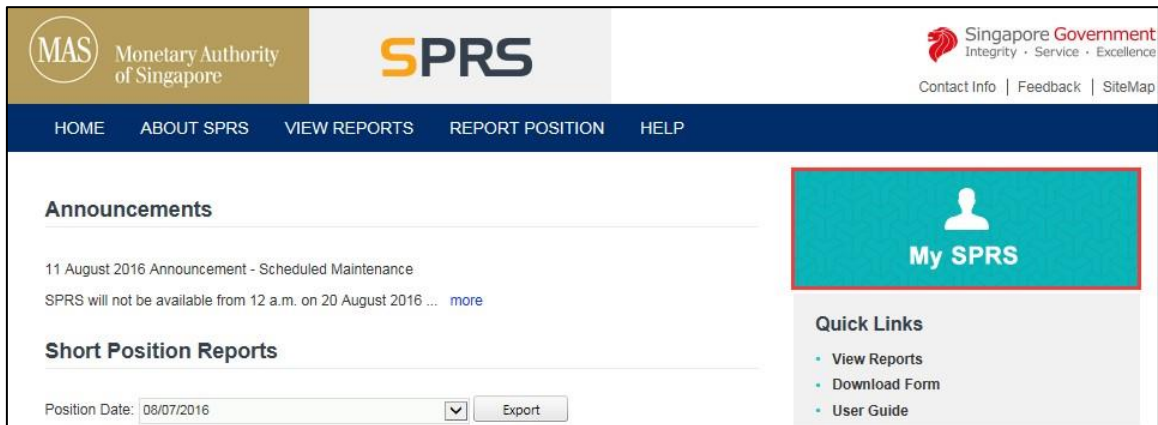 MAS
Monetary Authority
of Singapore
SPRS
Singapore Government
Integrity · Service · Excellence
Contact Info | Feedback | SiteMap
HOME ABOUT SPRS VIEW REPORTS REPORT POSITION HELP
Announcements
11 August 2016 Announcement - Scheduled Maintenance
SPRS will not be available from 12 a.m. on 20 August 2016 ... more
Short Position Reports
Position Date: 08/07/2016 Export
My SPRS
Quick Links
• View Reports
• Download Form
• User Guide